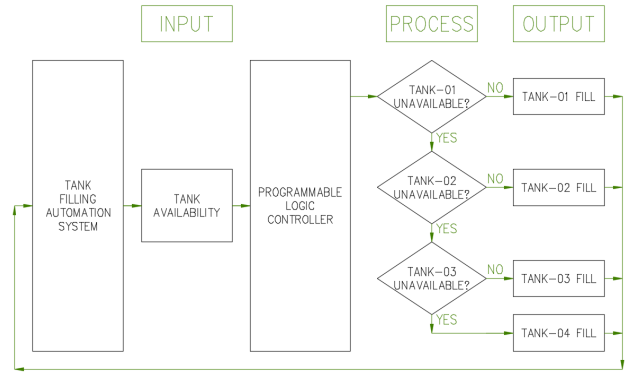 INPUT
PROCESS
OUTPUT
TANK
FILLING
AUTOMATION
SYSTEM
TANK
AVAILABILITY
PROGRAMMABLE
LOGIC
CONTROLLER
TANK-01
UNAVAILABLE?
NO
TANK-01 FILL
YES
TANK-02
UNAVAILABLE?
NO
TANK-02 FILL
YES
TANK-03
UNAVAILABLE?
NO
TANK-03 FILL
YES
TANK-04 FILL